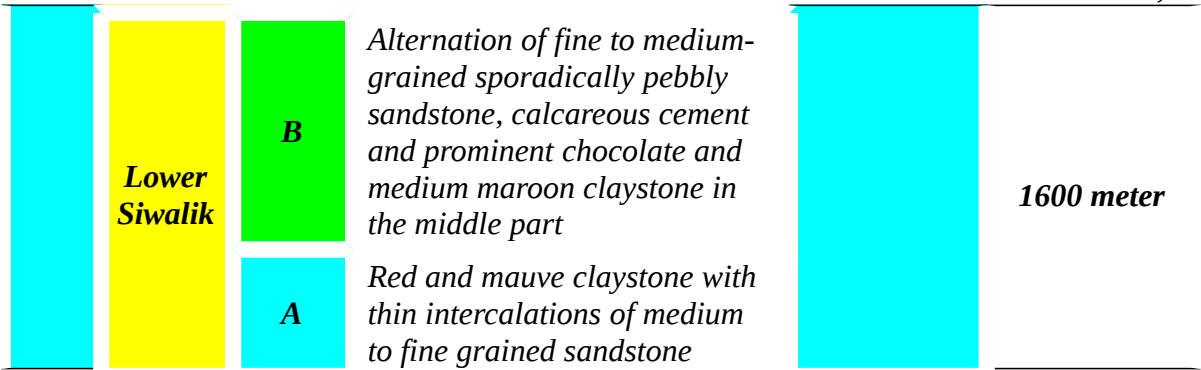 Alternation of fine to medium-
grained sporadically pebbly
sandstone, calcareous cement
and prominent chocolate and
medium maroon claystone in
the middle part
B
Lower
Siwalik
1600 meter
Red and mauve claystone with
thin intercalations of medium
to fine grained sandstone
A